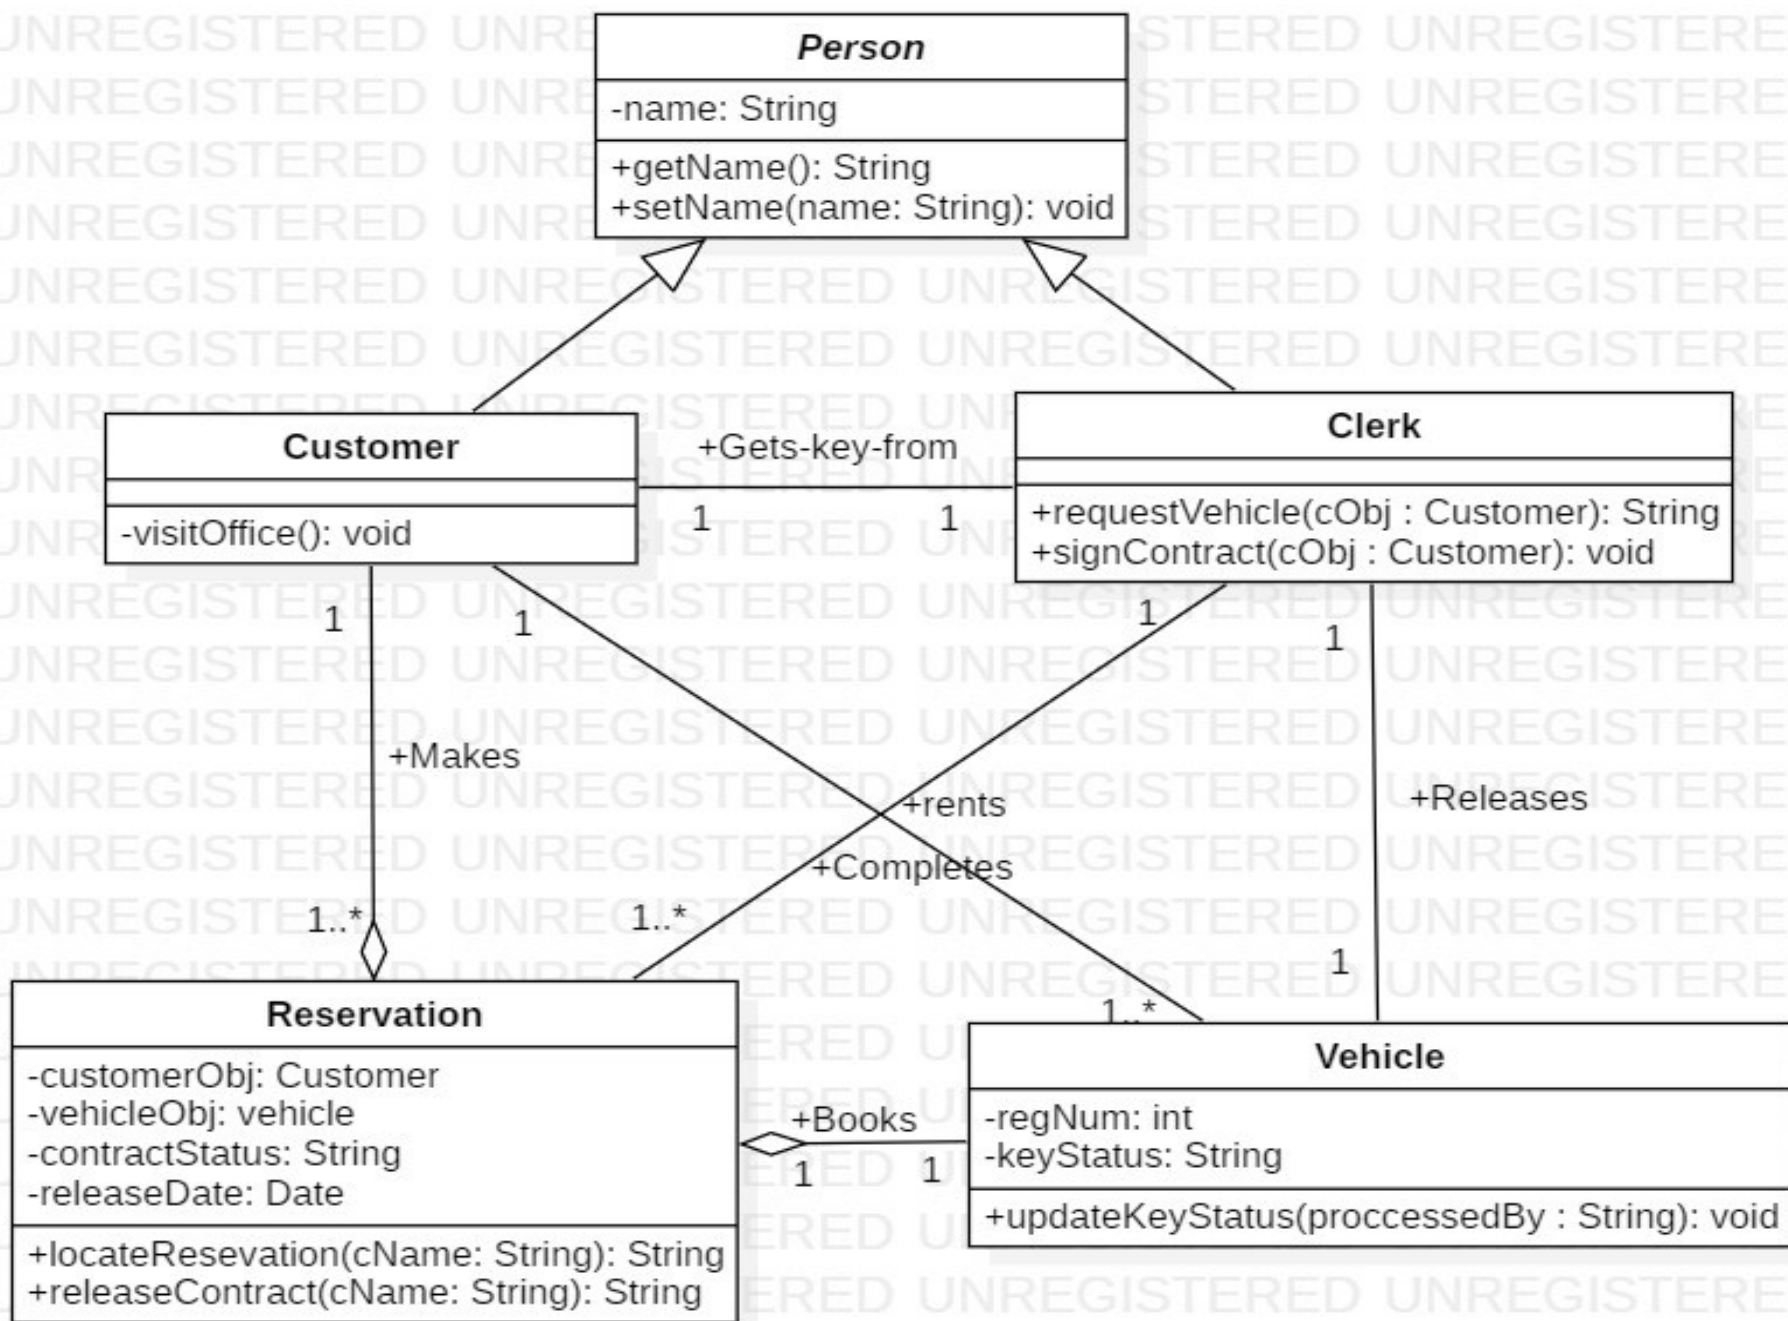 Person
-name: String
+getName(): String
+setName(name: String): void
Customer
-visitOffice(): void
+Gets-key-from
1
1
Clerk
+requestVehicle(cObj : Customer): String
+signContract(cObj : Customer): void
1
1
1
1
+Makes
+rents
+Completes
+Releases
1..*
1..*
1
1..*
Reservation
-customerObj: Customer
-vehicleObj: vehicle
-contractStatus: String
-releaseDate: Date
+locateResevation(cName: String): String
+releaseContract(cName: String): String
+Books
1
1
Vehicle
-regNum: int
-keyStatus: String
+updateKeyStatus(proccessedBy : String): void
UNREGISTERED